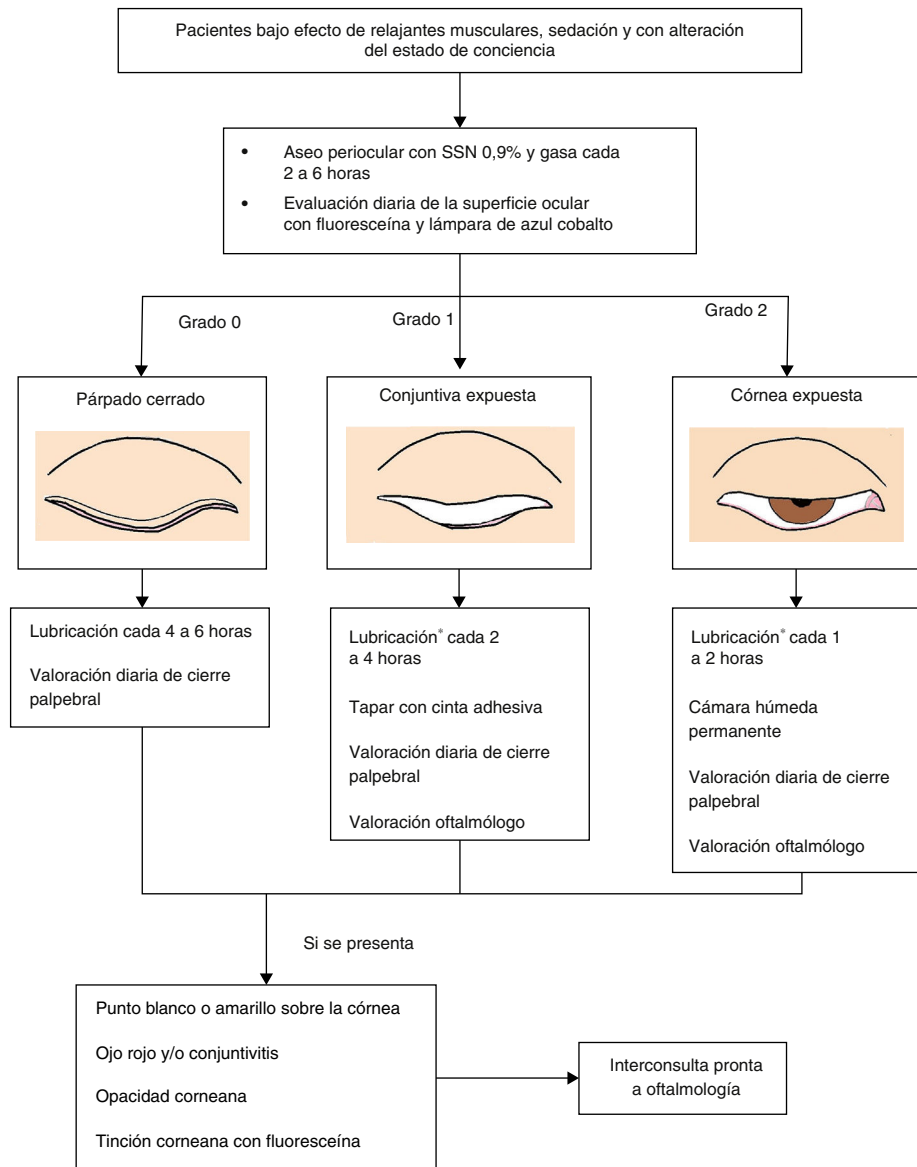 Pacientes bajo efecto de relajantes musculares, sedación y con alteración
del estado de conciencia
• Aseo periocular con SSN 0,9% y gasa cada
2 a 6 horas
• Evaluación diaria de la superficie ocular
con fluoresceína y lámpara de azul cobalto
Grado 0
Grado 1
Grado 2
Párpado cerrado
Conjuntiva expuesta
Córnea expuesta
Lubricación cada 4 a 6 horas
Valoración diaria de cierre
palpebral
Lubricación* cada 2
a 4 horas
Tapar con cinta adhesiva
Valoración diaria de cierre
palpebral
Valoración oftalmólogo
Lubricación* cada 1
a 2 horas
Cámara húmeda
permanente
Valoración diaria de cierre
palpebral
Valoración oftalmólogo
Si se presenta
Punto blanco o amarillo sobre la córnea
Ojo rojo y/o conjuntivitis
Opacidad corneana
Tinción corneana con fluoresceína
Interconsulta pronta
a oftalmología